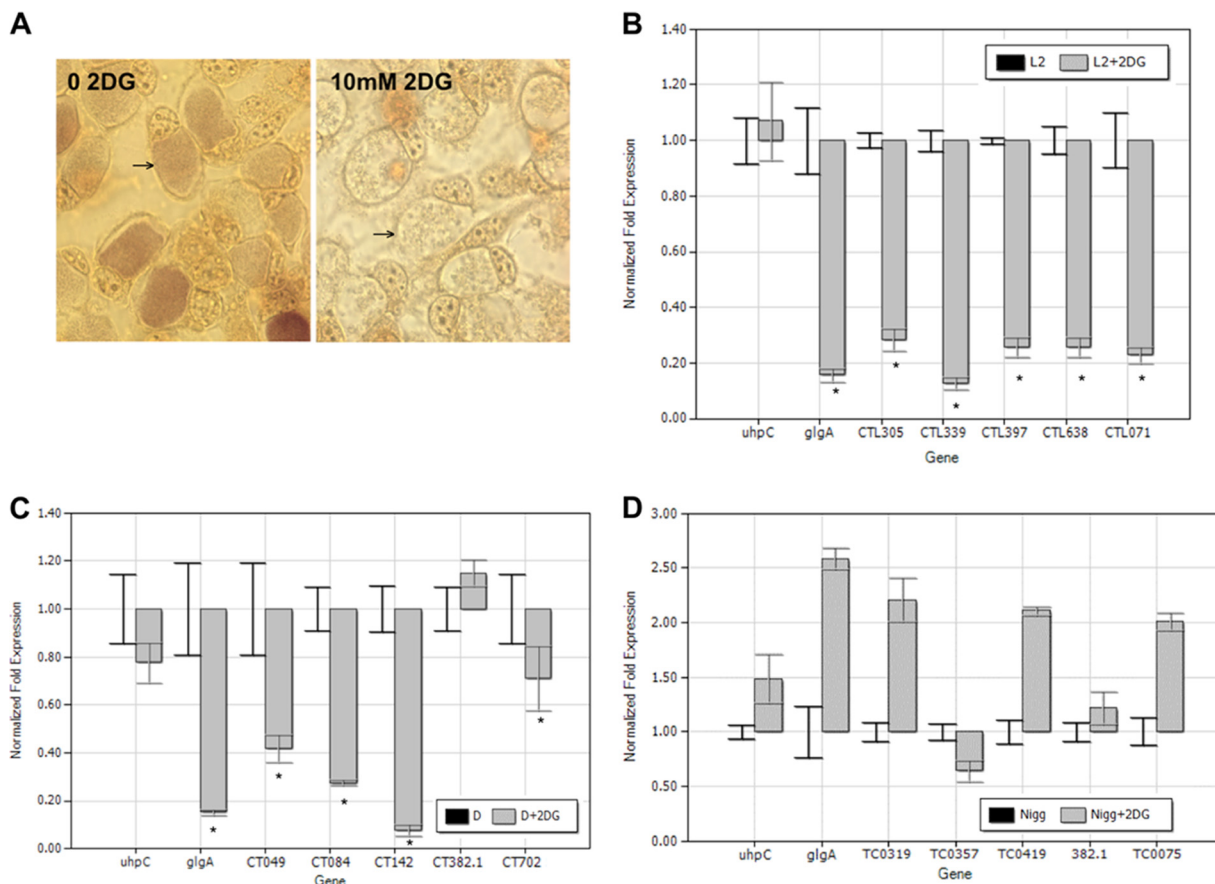 A
0 2DG
10mM 2DG
B
Normalized Fold Expression
1.40
1.20
1.00
0.80
0.60
0.40
0.20
0.00
L2 L2+2DG
* * * * * *
uhpC glgA CTL305 CTL339 CTL397 CTL638 CTL071
Gene
C
Normalized Fold Expression
1.40
1.20
1.00
0.80
0.60
0.40
0.20
0.00
* * * * *
D D+2DG
uhpC glgA CT049 CT084 CT142 CT382.1 CT702
Gene
D
Normalized Fold Expression
3.00
2.50
2.00
1.50
1.00
0.50
0.00
Nigg Nigg+2DG
uhpC glgA TC0319 TC0357 TC0419 382.1 TC0075
Gene